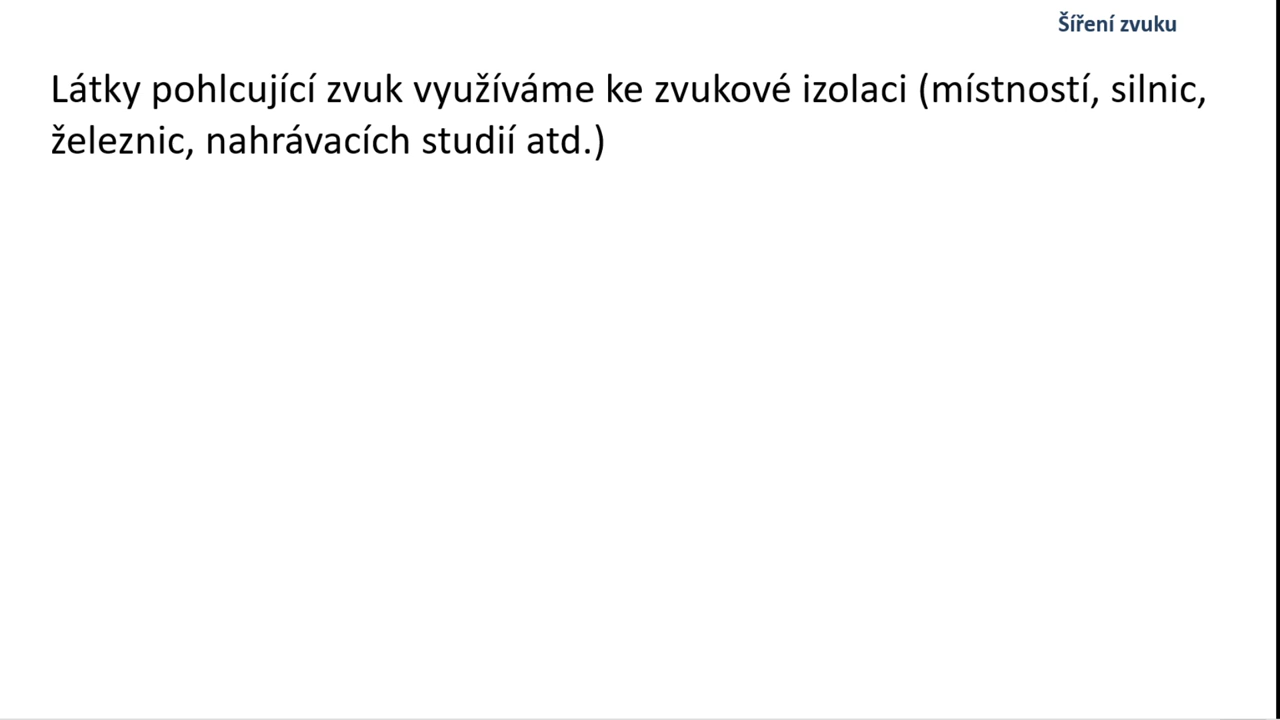 Šíření zvuku
Látky pohlcující zvuk využíváme ke zvukové izolaci (místností, silnic,
železnic, nahrávacích studií atd.)